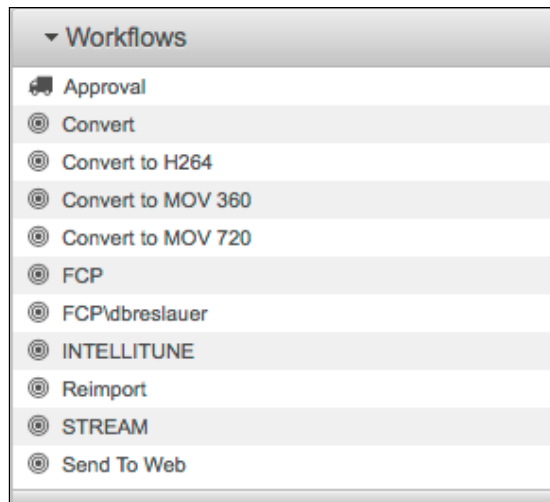 Workflows
Approval
Convert
Convert to H264
Convert to MOV 360
Convert to MOV 720
FCP
FCP\dbreslauer
INTELLITUNE
Reimport
STREAM
Send To Web